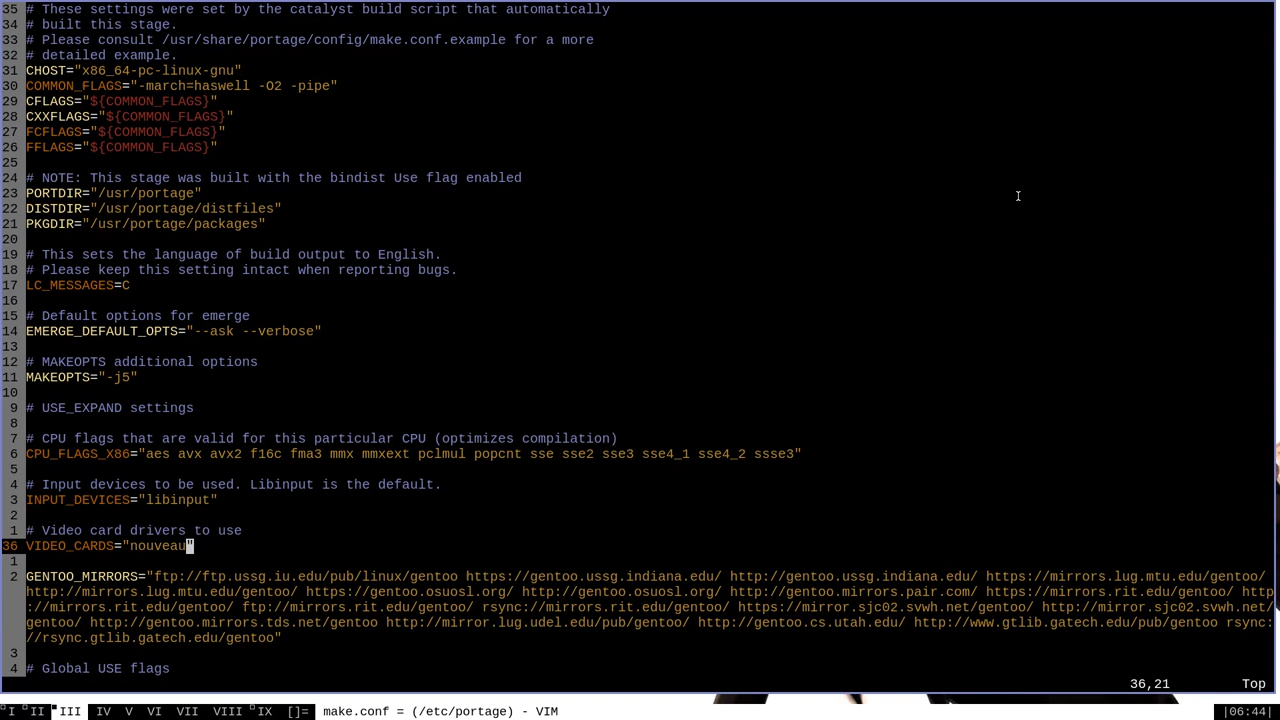 35 # These settings were set by the catalyst build script that automatically
34 # built this stage.
33 # Please consult /usr/share/portage/config/make.conf.example for a more
32 # detailed example.
31 CHOST="x86_64-pc-linux-gnu"
30 COMMON_FLAGS="-march=haswell -O2 -pipe"
29 CFLAGS="${COMMON_FLAGS}"
28 CXXFLAGS="${COMMON_FLAGS}"
27 FCFLAGS="${COMMON_FLAGS}"
26 FFLAGS="${COMMON_FLAGS}"
25
24 # NOTE: This stage was built with the bindist Use flag enabled
23 PORTDIR="/usr/portage"
22 DISTDIR="/usr/portage/distfiles"
21 PKGDIR="/usr/portage/packages"
20
19 # This sets the language of build output to English.
18 # Please keep this setting intact when reporting bugs.
17 LC_MESSAGES=C
16
15 # Default options for emerge
14 EMERGE_DEFAULT_OPTS="--ask --verbose"
13
12 # MAKEOPTS additional options
11 MAKEOPTS="-j5"
10
9 # USE_EXPAND settings
8
7 # CPU flags that are valid for this particular CPU (optimizes compilation)
6 CPU_FLAGS_X86="aes avx avx2 f16c fma3 mmx mmxext pclmul popcnt sse sse2 sse3 sse4_1 sse4_2 ssse3"
5
4 # Input devices to be used. Libinput is the default.
3 INPUT_DEVICES="libinput"
2
1 # Video card drivers to use
36 VIDEO_CARDS="nouveau"
1
2 GENTOO_MIRRORS="ftp://ftp.ussg.iu.edu/pub/linux/gentoo https://gentoo.ussg.indiana.edu/ http://gentoo.ussg.indiana.edu/ https://mirrors.lug.mtu.edu/gentoo/
http://mirrors.lug.mtu.edu/gentoo/ https://gentoo.osuosl.org/ http://gentoo.osuosl.org/ http://gentoo.mirrors.pair.com/ https://mirrors.rit.edu/gentoo/ http
://mirrors.rit.edu/gentoo/ ftp://mirrors.rit.edu/gentoo/ rsync://mirrors.rit.edu/gentoo/ https://mirror.sjc02.svwh.net/gentoo/ http://mirror.sjc02.svwh.net/
gentoo/ http://gentoo.mirrors.tds.net/gentoo http://mirror.lug.udel.edu/pub/gentoo/ http://gentoo.cs.utah.edu/ http://www.gtlib.gatech.edu/pub/gentoo rsync:
//rsync.gtlib.gatech.edu/gentoo"
3
4 # Global USE flags
36,21 Top
I II III IV V VI VII VIII IX []= make.conf = (/etc/portage) - VIM |06:44|